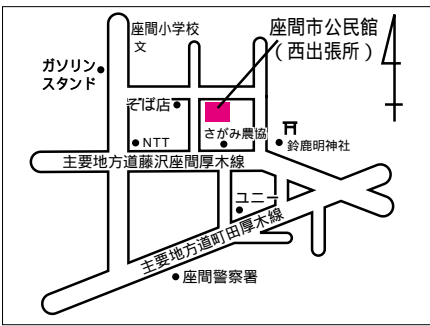 座間小学校
文
座間市公民館
(西出張所)
ガソリン
スタンド
そば店
NTT
さがみ農協
鈴鹿明神社
主要地方道藤沢座間厚木線
ユニー
主要地方道町田厚木線
座間警察署